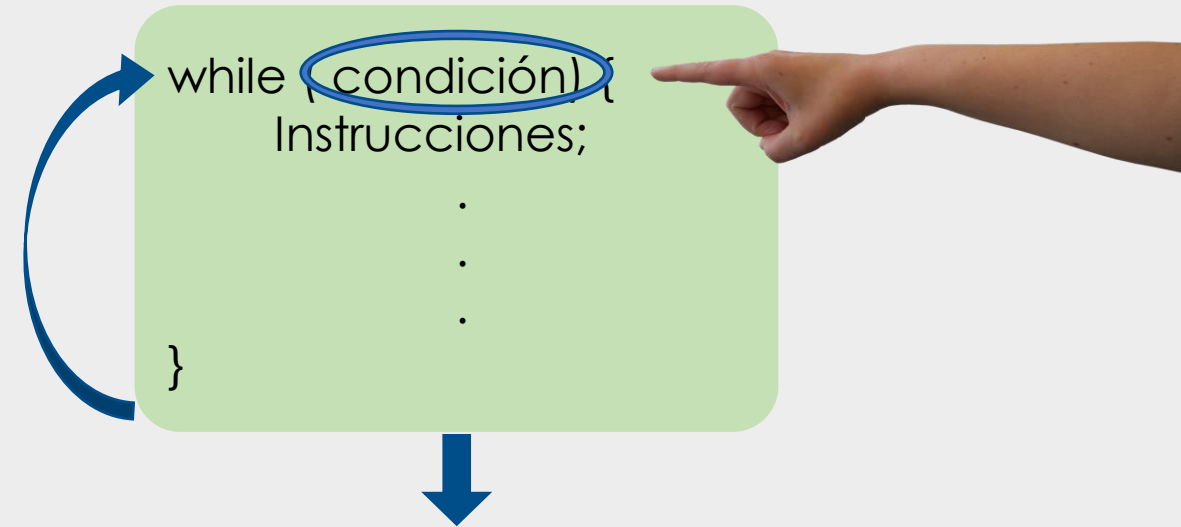 while ( condición) {
Instrucciones;
.
.
.
}